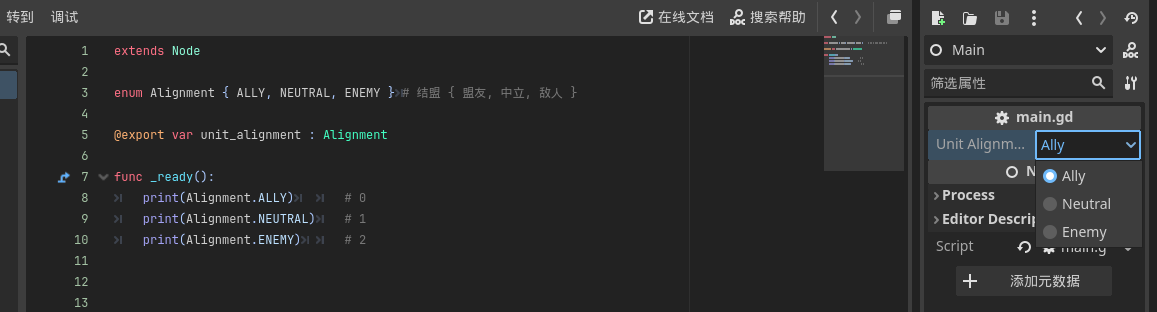 转到 调试 在线文档 搜索帮助
1 extends Node
2
3 enum Alignment { ALLY, NEUTRAL, ENEMY } # 结盟 { 盟友, 中立, 敌人 }
4
5 @export var unit_alignment : Alignment
6
7 func _ready():
8 print(Alignment.ALLY) # 0
9 print(Alignment.NEUTRAL) # 1
10 print(Alignment.ENEMY) # 2
11
12
13
DOC
Main
DOC
筛选属性
main.gd
Unit Alignm... Ally
Ally
Neutral
Enemy
N
Process
Editor Descrip
Script main.g
添加元数据